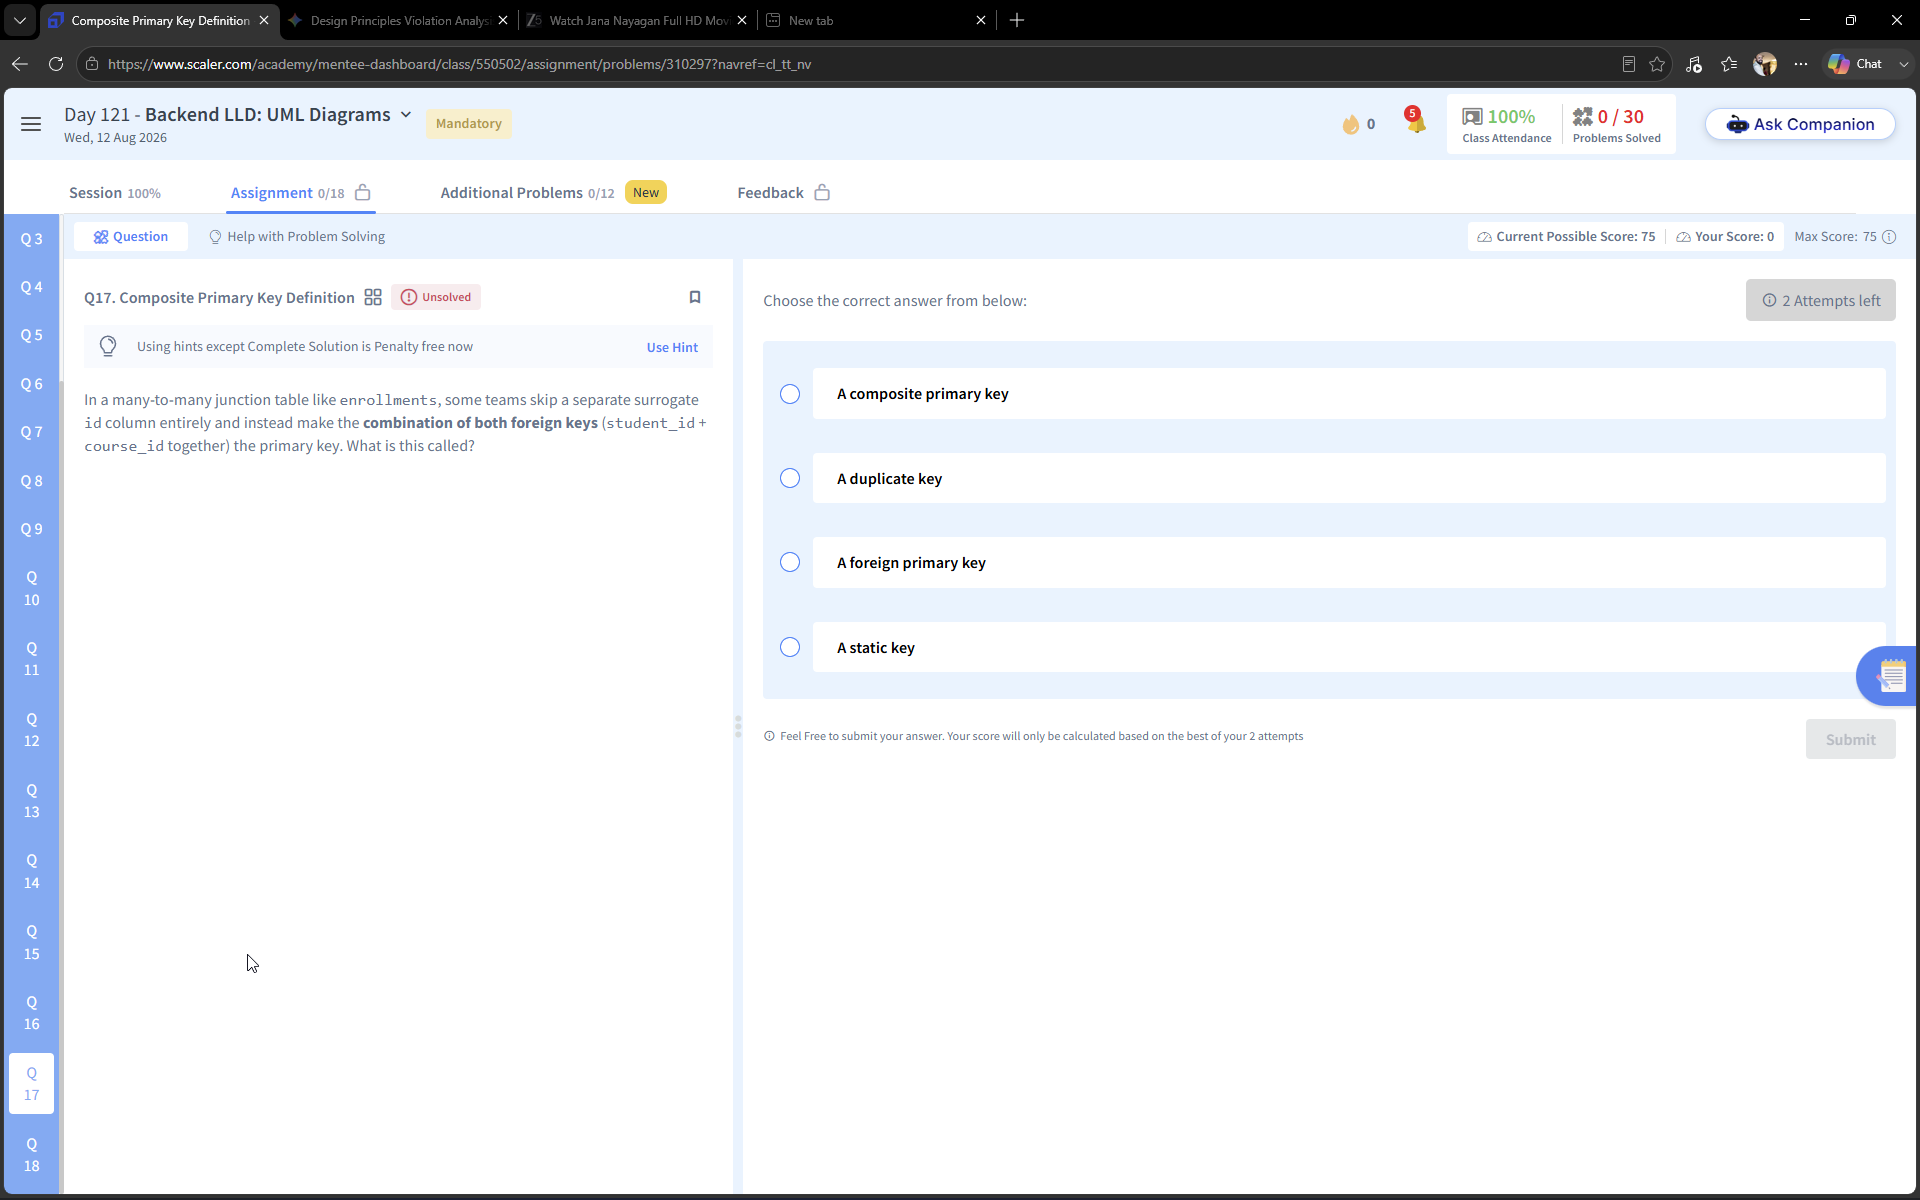 Composite Primary Key Definition
Design Principles Violation Analys
Watch Jana Nayagan Full HD Mov
New tab
https://www.scaler.com/academy/mentee-dashboard/class/550502/assignment/problems/310297?navref=cl_tt_nv
Chat
Day 121 - Backend LLD: UML Diagrams
Wed, 12 Aug 2026
Mandatory
0
5
100%
Class Attendance
0 / 30
Problems Solved
Ask Companion
Session 100%
Assignment 0/18
Additional Problems 0/12
New
Feedback
Q 3
Q 4
Q 5
Q 6
Q 7
Q 8
Q 9
Q
10
Q
11
Q
12
Q
13
Q
14
Q
15
Q
16
Q
17
Q
18
Question
Help with Problem Solving
Current Possible Score: 75
Your Score: 0
Max Score: 75
Q17. Composite Primary Key Definition
Unsolved
Using hints except Complete Solution is Penalty free now
Use Hint
In a many-to-many junction table like enrollments, some teams skip a separate surrogate
id column entirely and instead make the combination of both foreign keys (student_id +
course_id together) the primary key. What is this called?
Choose the correct answer from below:
2 Attempts left
A composite primary key
A duplicate key
A foreign primary key
A static key
Feel Free to submit your answer. Your score will only be calculated based on the best of your 2 attempts
Submit